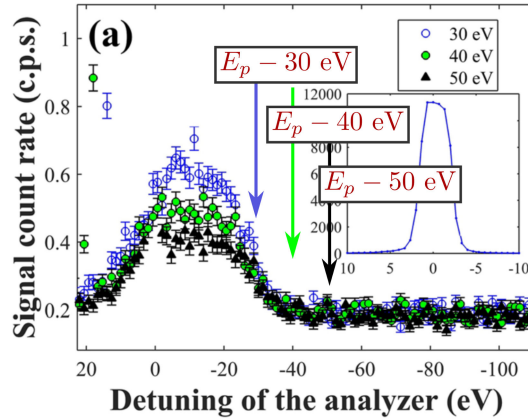 (a)
30 eV
40 eV
50 eV
E_p − 30 eV
E_p − 40 eV
E_p − 50 eV
Signal count rate (c.p.s.)
1
0.8
0.6
0.4
0.2
20
0
-20
-40
-60
-80
-100
Detuning of the analyzer (eV)
12000
10000
8000
6000
4000
2000
0
10
5
0
-5
-10